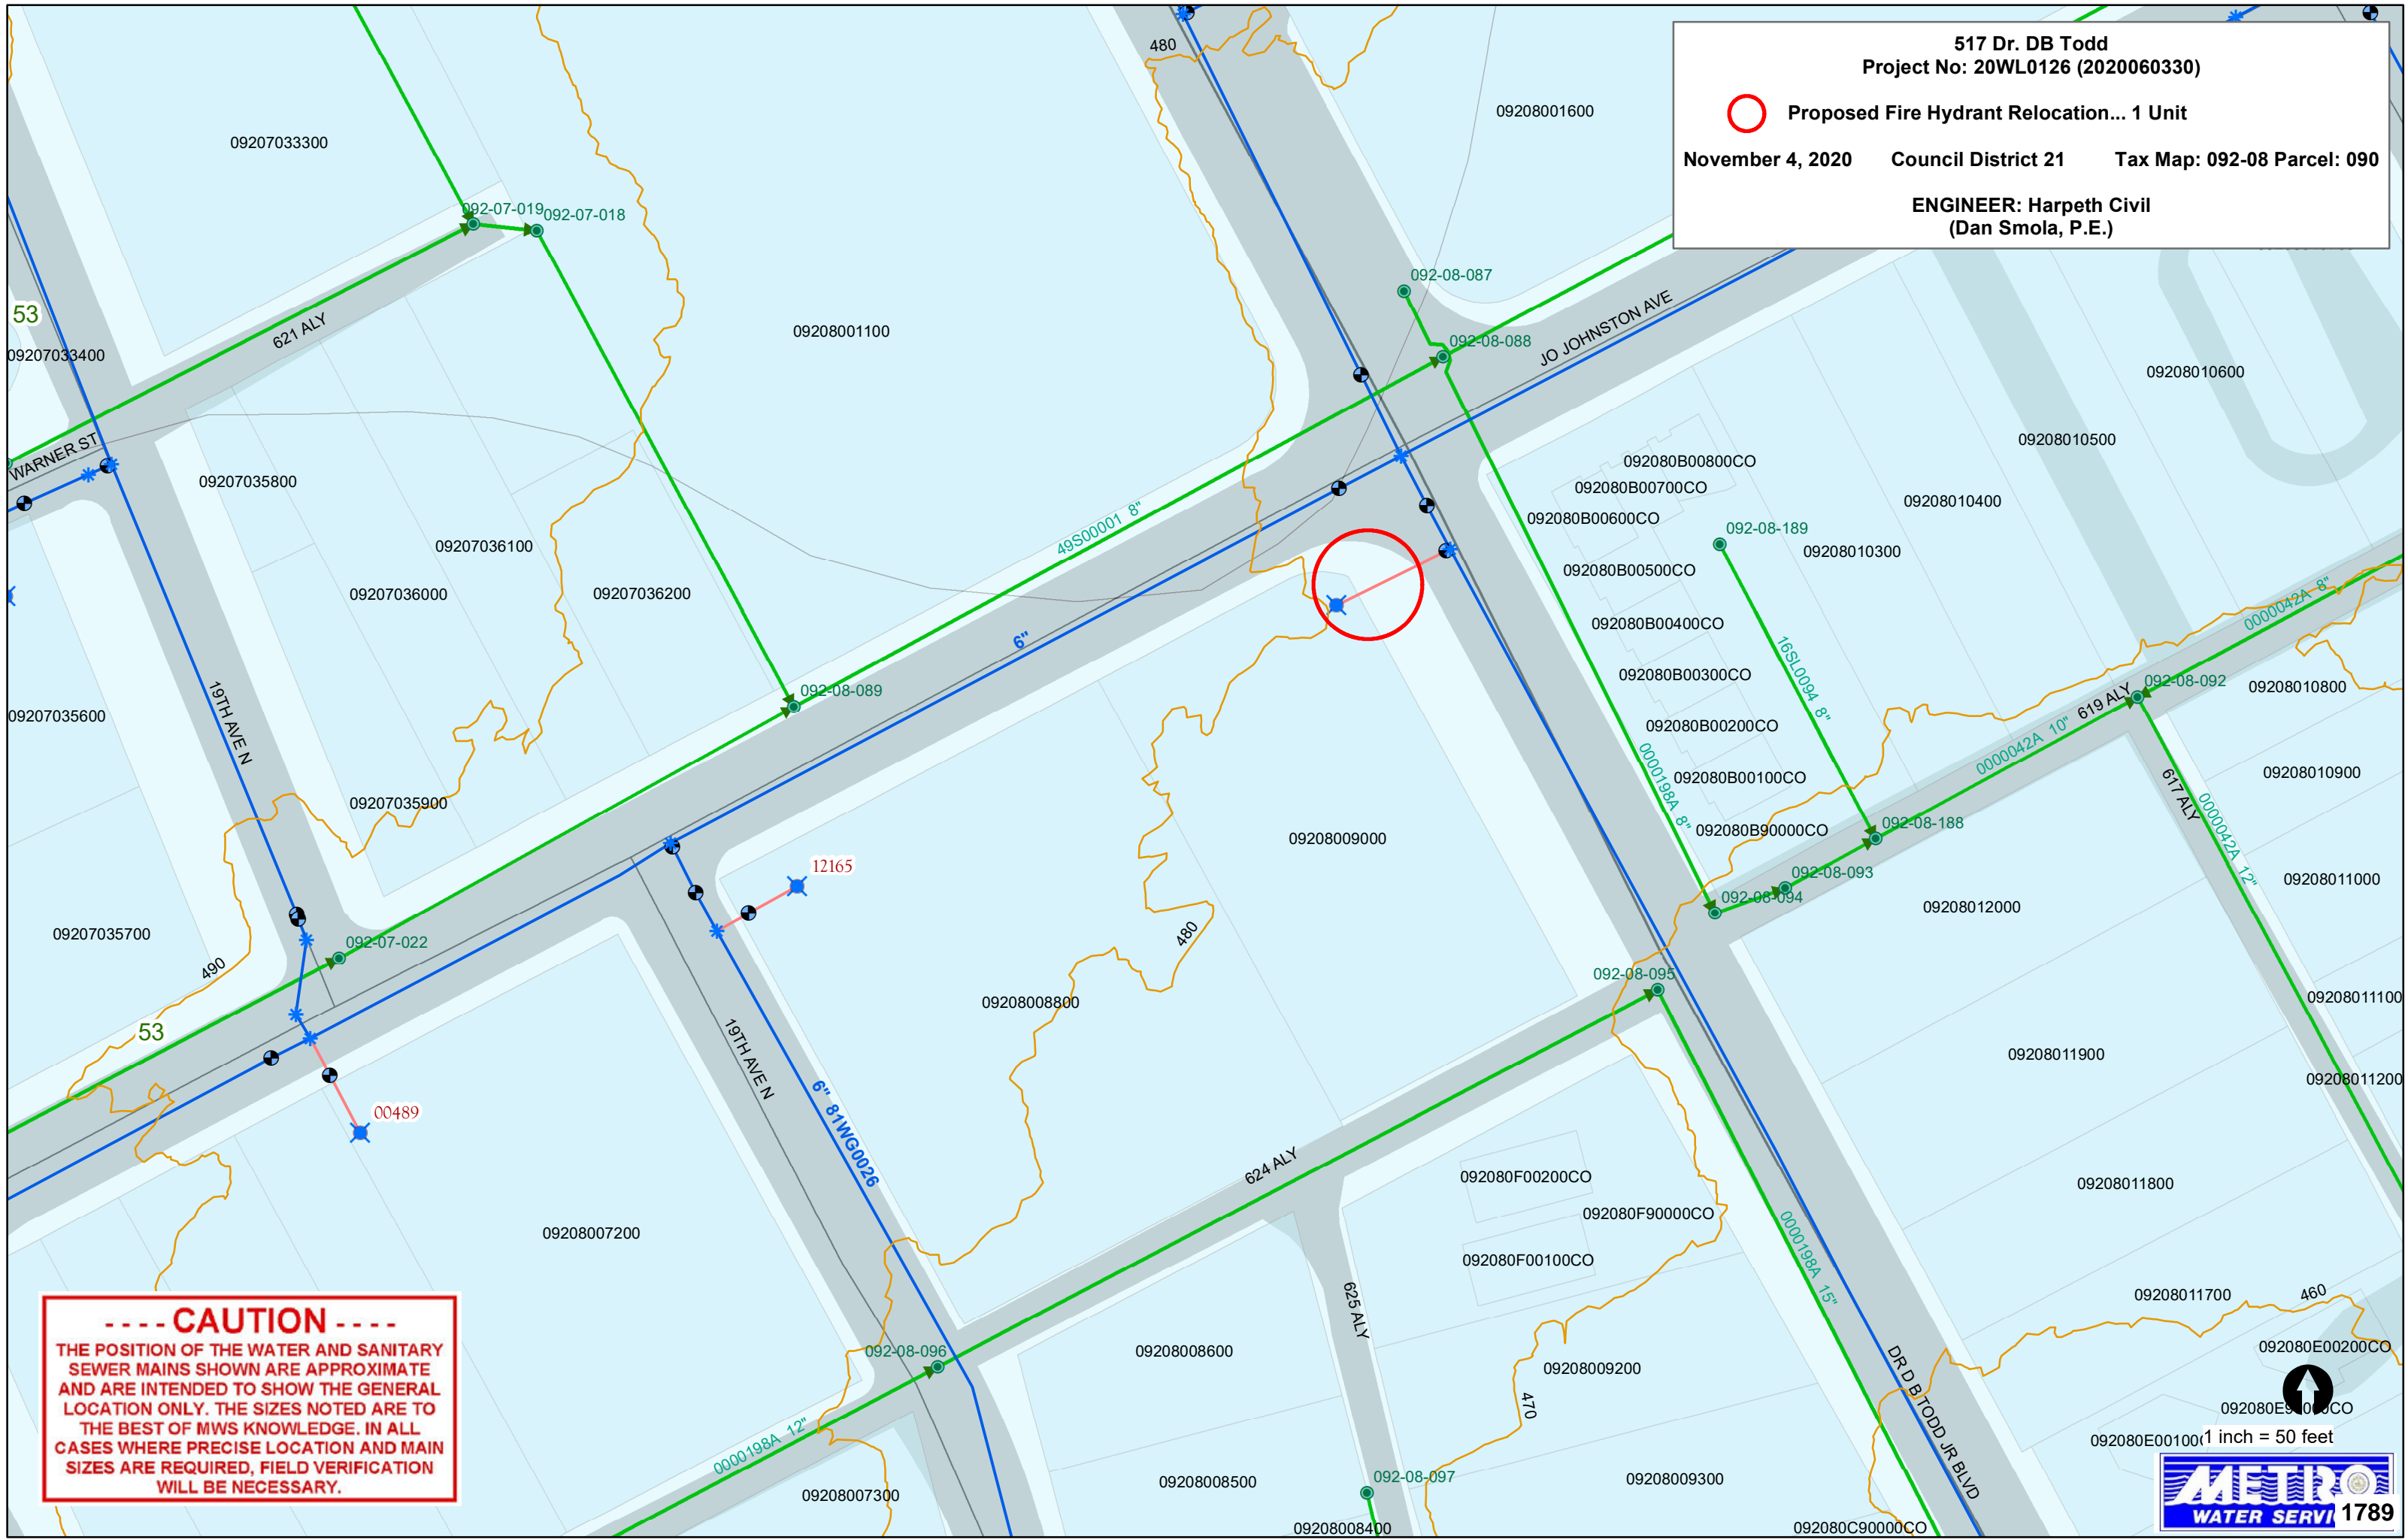 517 Dr. DB Todd
Project No: 20WL0126 (2020060330)
Proposed Fire Hydrant Relocation... 1 Unit
November 4, 2020 Council District 21 Tax Map: 092-08 Parcel: 090
ENGINEER: Harpeth Civil
(Dan Smola, P.E.)
480
09208001600
09207033300
092-07-019
092-07-018
092-08-087
53
621 ALY
09208001100
092-08-088
JO JOHNSTON AVE
09207033400
09208010600
WARNER ST
09207035800
092080B00800CO
09208010500
092080B00700CO
09208010400
49S00001 8"
092080B00600CO
092-08-189
09207036100
09208010300
09207036000
09207036200
092080B00500CO
000042A 8"
092080B00400CO
6"
16SL0094 8"
092080B00300CO
092-08-092
09208010800
092-08-089
619 ALY
09207035600
19TH AVE N
092080B00200CO
0000042A 10"
0000198A 8"
092080B00100CO
09208010900
617 ALY
09207035900
092080B90000CO
092-08-188
0000042A 12"
09208009000
12165
092-08-093
09208011000
092-08-094
09208012000
09207035700
092-07-022
480
490
092-08-095
09208011100
09208008800
53
19TH AVE N
09208011900
09208011200
00489
6" 81WG0026
624 ALY
092080F00200CO
09208011800
092080F90000CO
09208007200
092080F00100CO
0000198A 15"
09208011700
460
625 ALY
092-08-096
09208008600
09208009200
092080E00200CO
470
DR D B TODD JR BLVD
0000198A 12"
1 inch = 50 feet
092-08-097
09208008500
09208009300
09208007300
09208008400
092080C90000CO
---- CAUTION ----
THE POSITION OF THE WATER AND SANITARY
SEWER MAINS SHOWN ARE APPROXIMATE
AND ARE INTENDED TO SHOW THE GENERAL
LOCATION ONLY. THE SIZES NOTED ARE TO
THE BEST OF MWS KNOWLEDGE. IN ALL
CASES WHERE PRECISE LOCATION AND MAIN
SIZES ARE REQUIRED, FIELD VERIFICATION
WILL BE NECESSARY.
METRO
WATER
1789